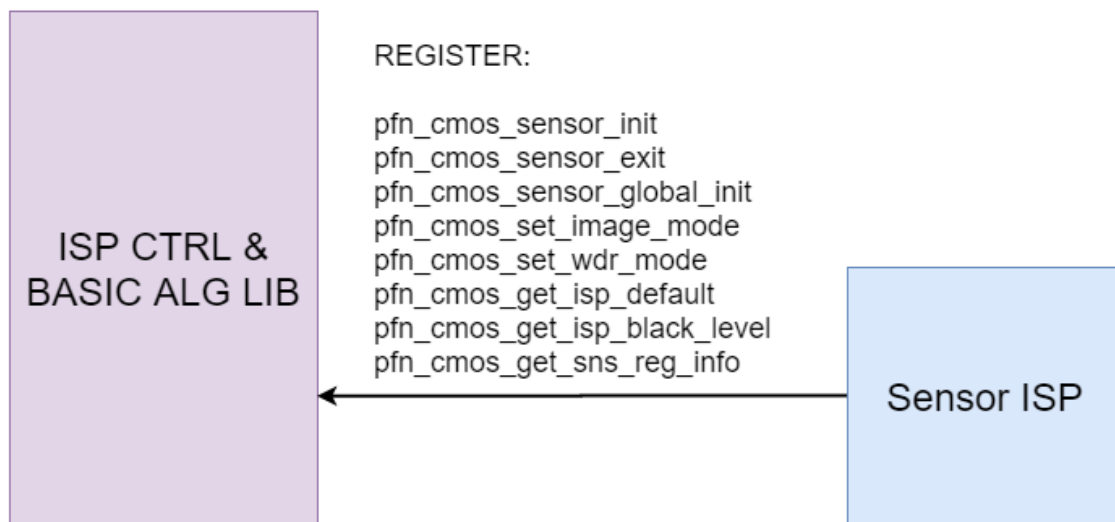 REGISTER:
pfn_cmos_sensor_init
pfn_cmos_sensor_exit
pfn_cmos_sensor_global_init
pfn_cmos_set_image_mode
pfn_cmos_set_wdr_mode
pfn_cmos_get_isp_default
pfn_cmos_get_isp_black_level
pfn_cmos_get_sns_reg_info
ISP CTRL &
BASIC ALG LIB
Sensor ISP